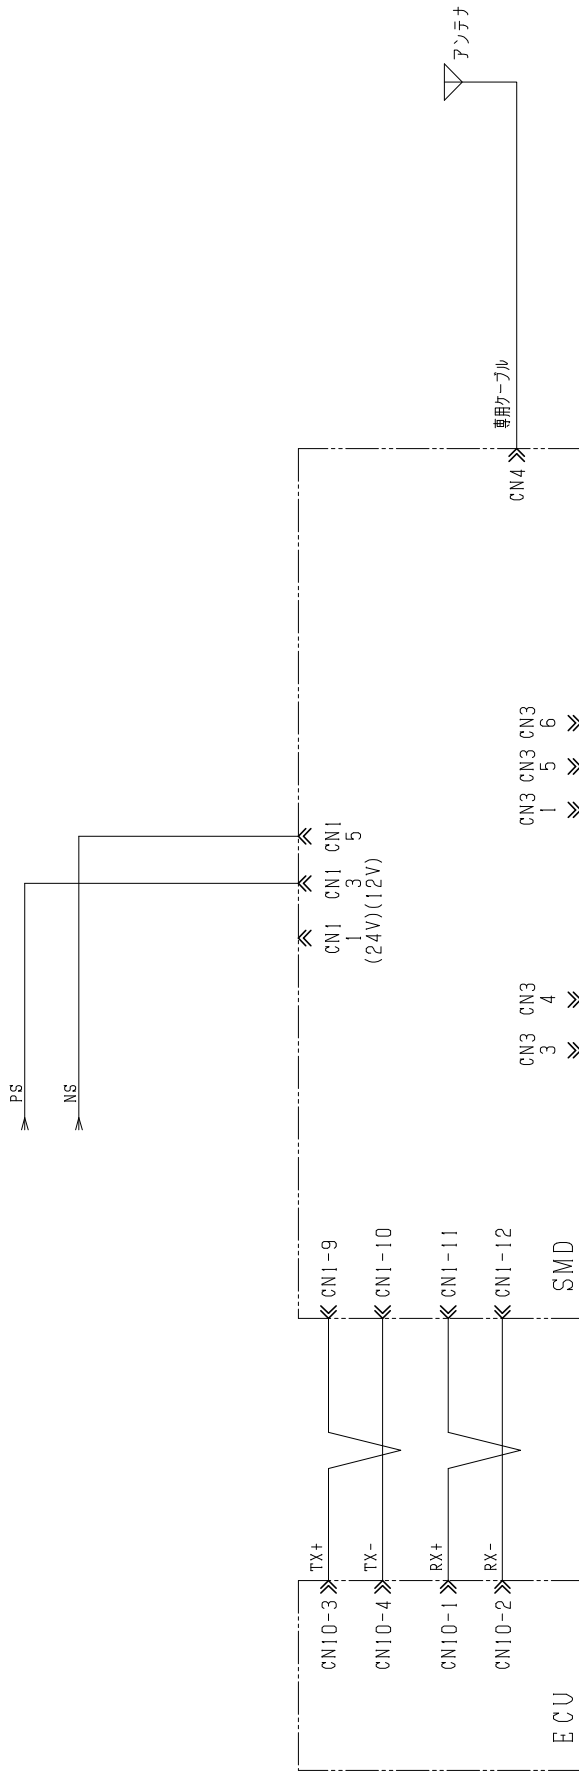 アンテナ
専用ケーブル
CN4
CN3
6
CN3
5
CN3
1
CN1
5
CN1
3
(12V)
CN1
1
(24V)
CN3
4
CN3
3
PS
NS
CN1-9
CN1-10
CN1-11
CN1-12
SMD
TX+
TX-
RX+
RX-
CN10-3
CN10-4
CN10-1
CN10-2
ECU